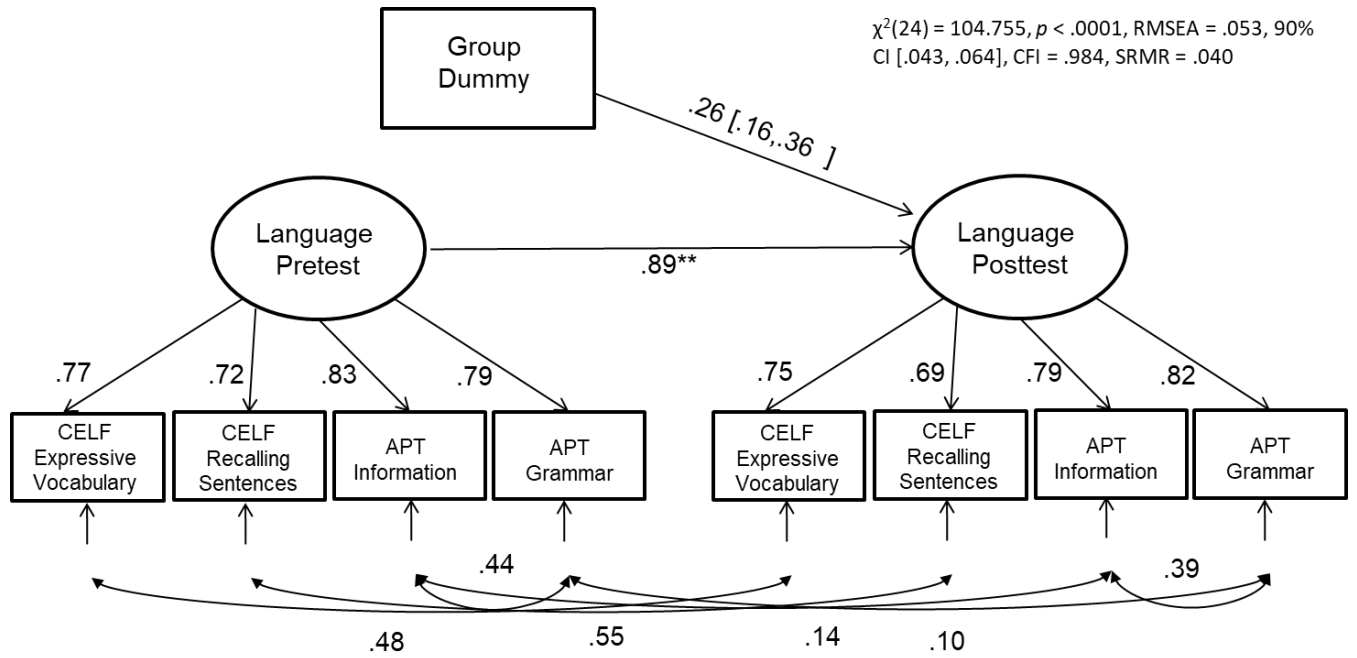 Group
Dummy
χ²(24) = 104.755, p < .0001, RMSEA = .053, 90%
CI [.043, .064], CFI = .984, SRMR = .040
.26 [.16,.36 ]
Language
Pretest
.89**
Language
Posttest
.77
.72
.83
.79
.75
.69
.79
.82
CELF
Expressive
Vocabulary
CELF
Recalling
Sentences
APT
Information
APT
Grammar
CELF
Expressive
Vocabulary
CELF
Recalling
Sentences
APT
Information
APT
Grammar
.44
.39
.48
.55
.14
.10